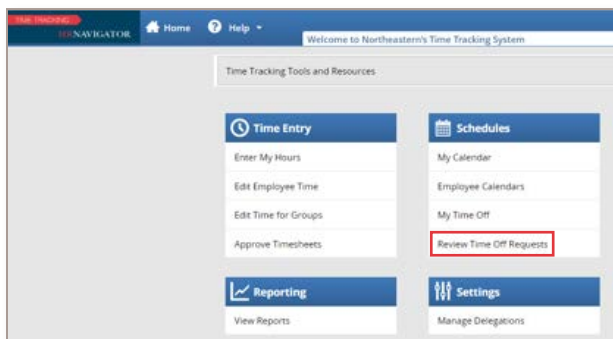 TIME TRACKING
HRNAVIGATOR
Home
Help
Welcome to Northeastern's Time Tracking System
Time Tracking Tools and Resources
Time Entry
Enter My Hours
Edit Employee Time
Edit Time for Groups
Approve Timesheets
Schedules
My Calendar
Employee Calendars
My Time Off
Review Time Off Requests
Reporting
View Reports
Settings
Manage Delegations